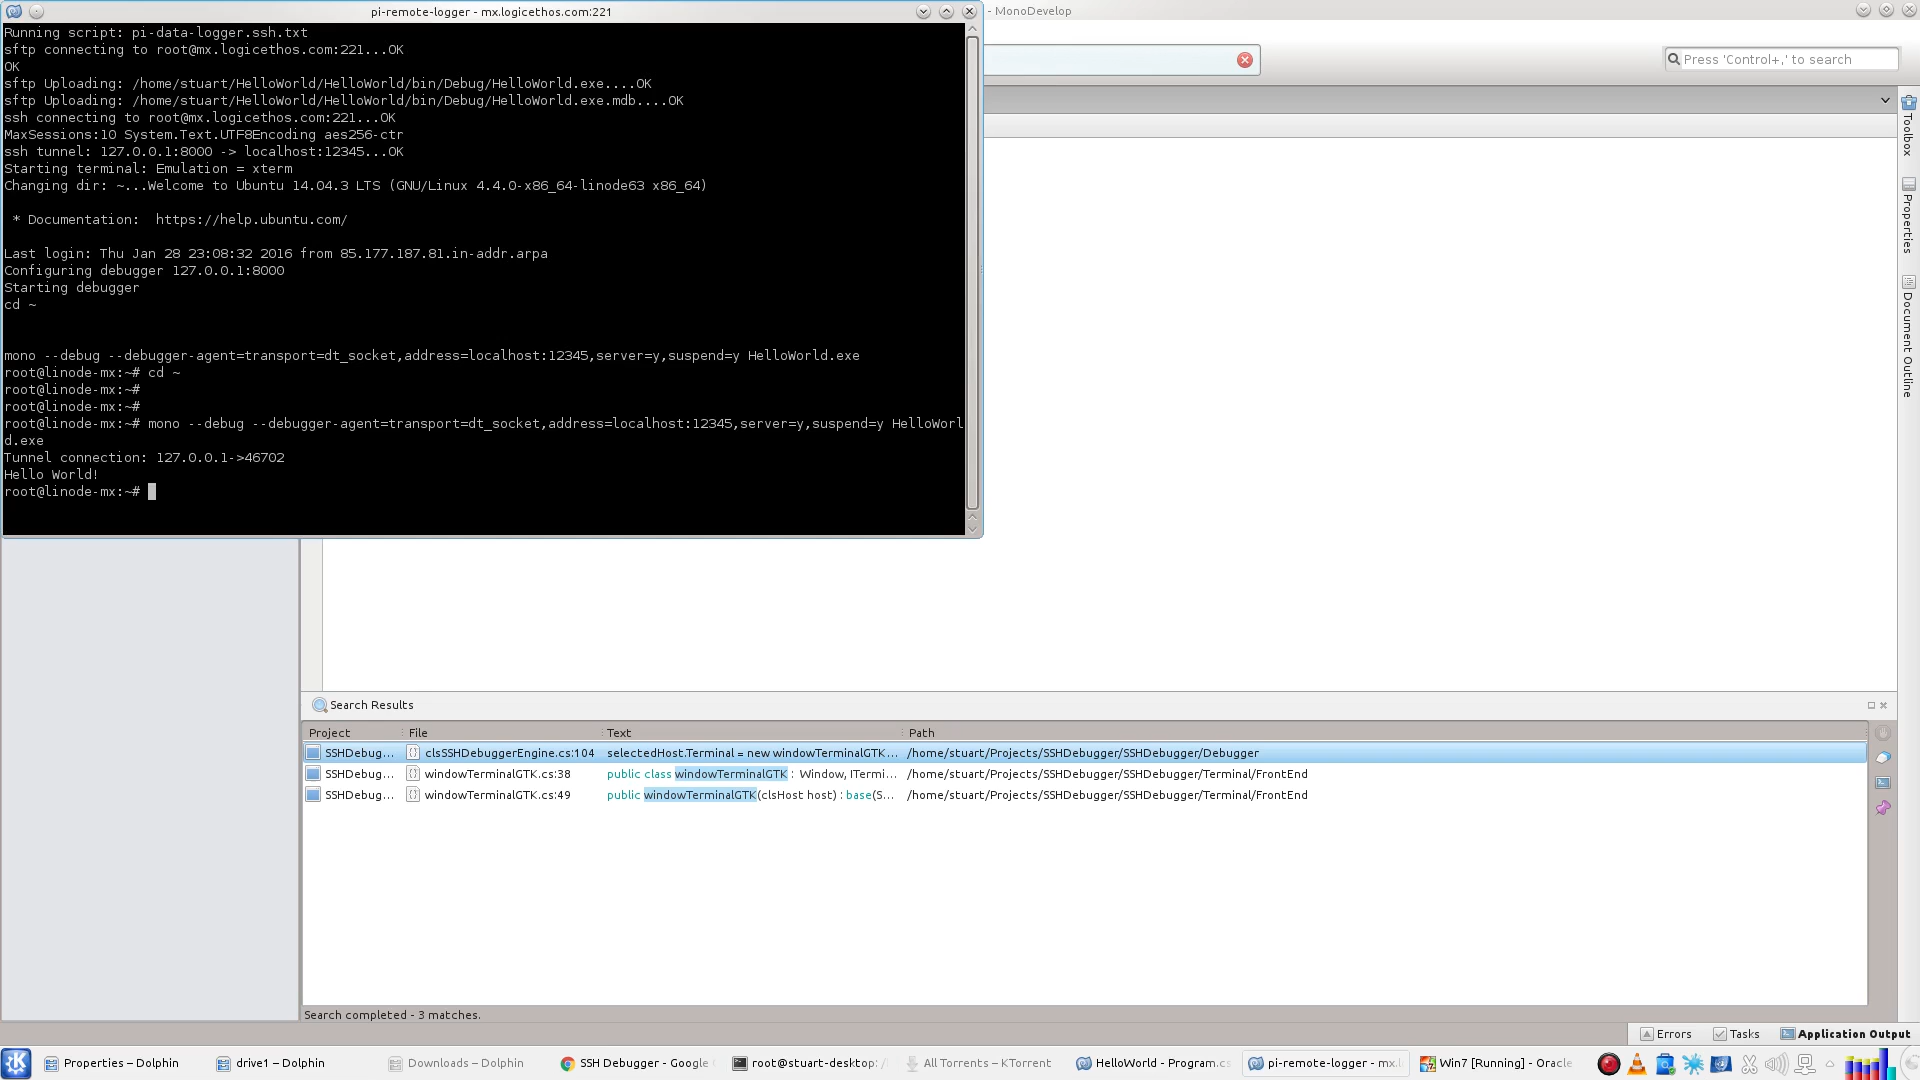 pi-remote-logger - mx.logicethos.com:221
- MonoDevelop
Running script: pi-data-logger.ssh.txt
sftp connecting to root@mx.logicethos.com:221...OK
OK
sftp Uploading: /home/stuart/HelloWorld/HelloWorld/bin/Debug/HelloWorld.exe....OK
sftp Uploading: /home/stuart/HelloWorld/HelloWorld/bin/Debug/HelloWorld.exe.mdb....OK
ssh connecting to root@mx.logicethos.com:221...OK
MaxSessions:10 System.Text.UTF8Encoding aes256-ctr
ssh tunnel: 127.0.0.1:8000 -> localhost:12345...OK
Starting terminal: Emulation = xterm
Changing dir: ~...Welcome to Ubuntu 14.04.3 LTS (GNU/Linux 4.4.0-x86_64-linode63 x86_64)
* Documentation:  https://help.ubuntu.com/
Last login: Thu Jan 28 23:08:32 2016 from 85.177.187.81.in-addr.arpa
Configuring debugger 127.0.0.1:8000
Starting debugger
cd ~
mono --debug --debugger-agent=transport=dt_socket,address=localhost:12345,server=y,suspend=y HelloWorld.exe
root@linode-mx:~# cd ~
root@linode-mx:~#
root@linode-mx:~#
root@linode-mx:~# mono --debug --debugger-agent=transport=dt_socket,address=localhost:12345,server=y,suspend=y HelloWorl
d.exe
Tunnel connection: 127.0.0.1->46702
Hello World!
root@linode-mx:~#
Press 'Control+,' to search
Toolbox
Properties
Document Outline
Search Results
Project File Text Path
SSHDebug... clsSSHDebuggerEngine.cs:104 selectedHost.Terminal = new windowTerminalGTK... /home/stuart/Projects/SSHDebugger/SSHDebugger/Debugger
SSHDebug... windowTerminalGTK.cs:38 public class windowTerminalGTK : Window, ITermi... /home/stuart/Projects/SSHDebugger/SSHDebugger/Terminal/FrontEnd
SSHDebug... windowTerminalGTK.cs:49 public windowTerminalGTK(clsHost host) : base(S... /home/stuart/Projects/SSHDebugger/SSHDebugger/Terminal/FrontEnd
Search completed - 3 matches.
Errors Tasks Application Output
Properties – Dolphin drive1 – Dolphin Downloads – Dolphin SSH Debugger - Google root@stuart-desktop: / All Torrents – KTorrent HelloWorld - Program.cs pi-remote-logger - mx.l Win7 [Running] - Oracle